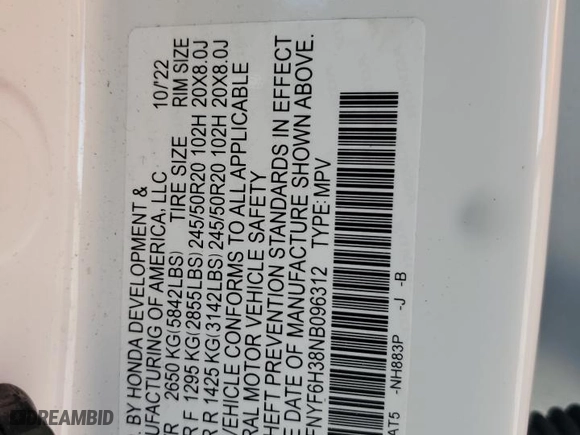 . BY HONDA DEVELOPMENT &
UFACTURING OF AMERICA, LLC 10/'22
R 2650 KG(5842LBS) TIRE SIZE RIM SIZE
R F 1295 KG(2855LBS) 245/50R20 102H 20X8.0J
R R 1425 KG(3142LBS) 245/50R20 102H 20X8.0J
VEHICLE CONFORMS TO ALL APPLICABLE
RAL MOTOR VEHICLE SAFETY
HEFT PREVENTION STANDARDS IN EFFECT
E DATE OF MANUFACTURE SHOWN ABOVE.
FNYF6H38NB096312 TYPE: MPV
AT5 -NH883P -J -B
DREAMBID